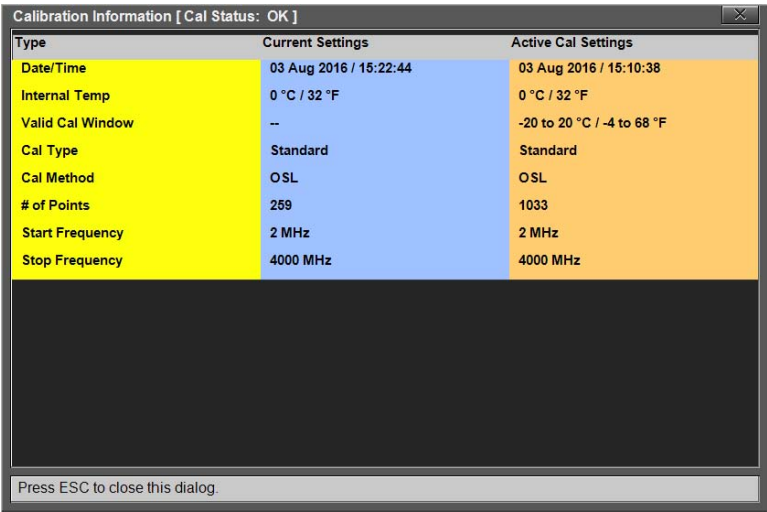 Calibration Information [ Cal Status: OK ]
Type Current Settings Active Cal Settings
Date/Time 03 Aug 2016 / 15:22:44 03 Aug 2016 / 15:10:38
Internal Temp 0 °C / 32 °F 0 °C / 32 °F
Valid Cal Window -- -20 to 20 °C / -4 to 68 °F
Cal Type Standard Standard
Cal Method OSL OSL
# of Points 259 1033
Start Frequency 2 MHz 2 MHz
Stop Frequency 4000 MHz 4000 MHz
Press ESC to close this dialog.